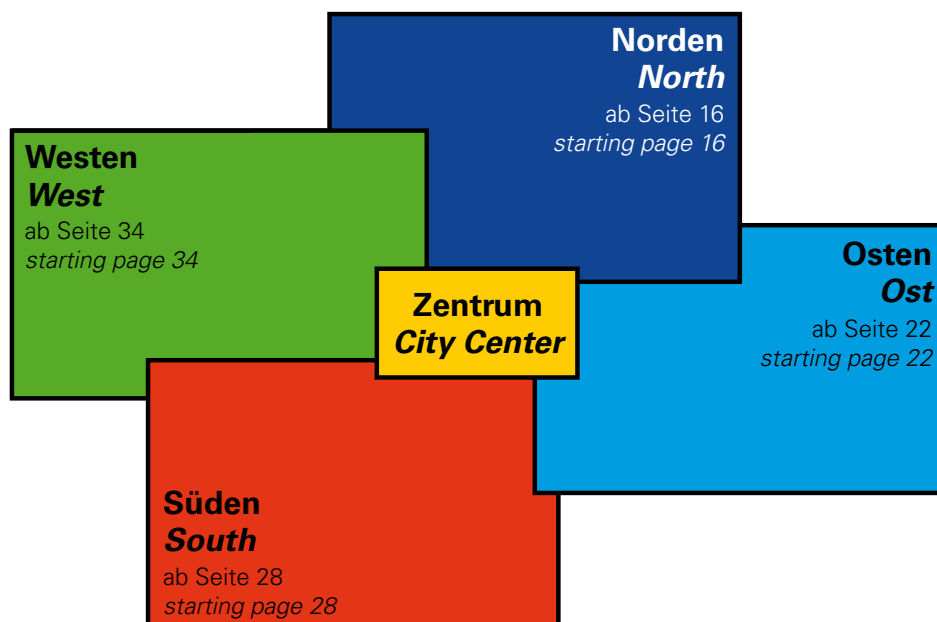 Norden
North
ab Seite 16
starting page 16
Westen
West
ab Seite 34
starting page 34
Osten
Ost
ab Seite 22
starting page 22
Zentrum
City Center
Süden
South
ab Seite 28
starting page 28